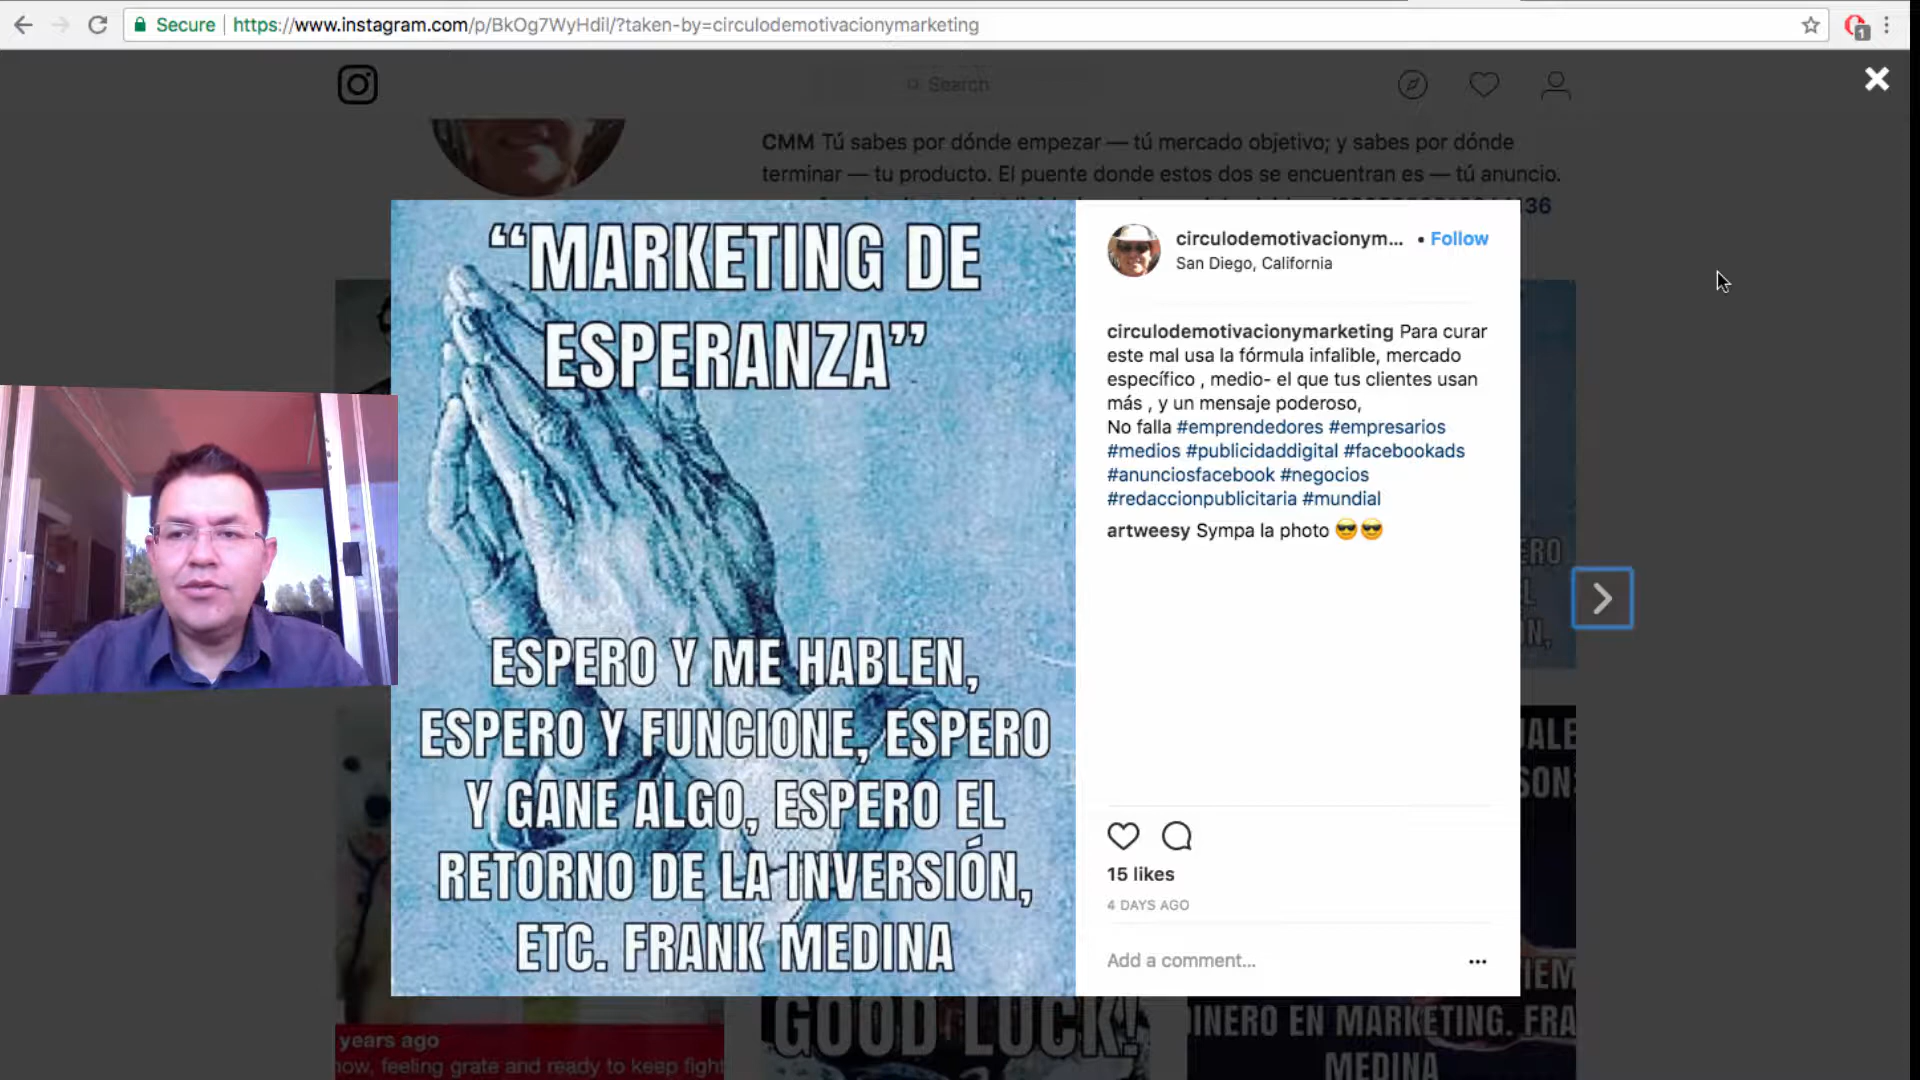 Secure
https://www.instagram.com/p/BkOg7WyHdil/?taken-by=circulodemotivacionymarketing
1
Search
CMM Tú sabes por dónde empezar — tú mercado objetivo; y sabes por dónde
terminar — tu producto. El puente donde estos dos se encuentran es — tú anuncio.
136
“MARKETING DE
ESPERANZA”
ESPERO Y ME HABLEN,
ESPERO Y FUNCIONE, ESPERO
Y GANE ALGO, ESPERO EL
RETORNO DE LA INVERSIÓN,
ETC. FRANK MEDINA
circulodemotivacionym... • Follow
San Diego, California
circulodemotivacionymarketing Para curar
este mal usa la fórmula infalible, mercado
específico , medio- el que tus clientes usan
más , y un mensaje poderoso,
No falla #emprendedores #empresarios
#medios #publicidaddigital #facebookads
#anunciosfacebook #negocios
#redaccionpublicitaria #mundial
artweesy Sympa la photo 😎😎
15 likes
4 DAYS AGO
Add a comment...
years ago
now, feeling grate and ready to keep fight
GOOD LUCK!
DINERO EN MARKETING. FRA
MEDINA